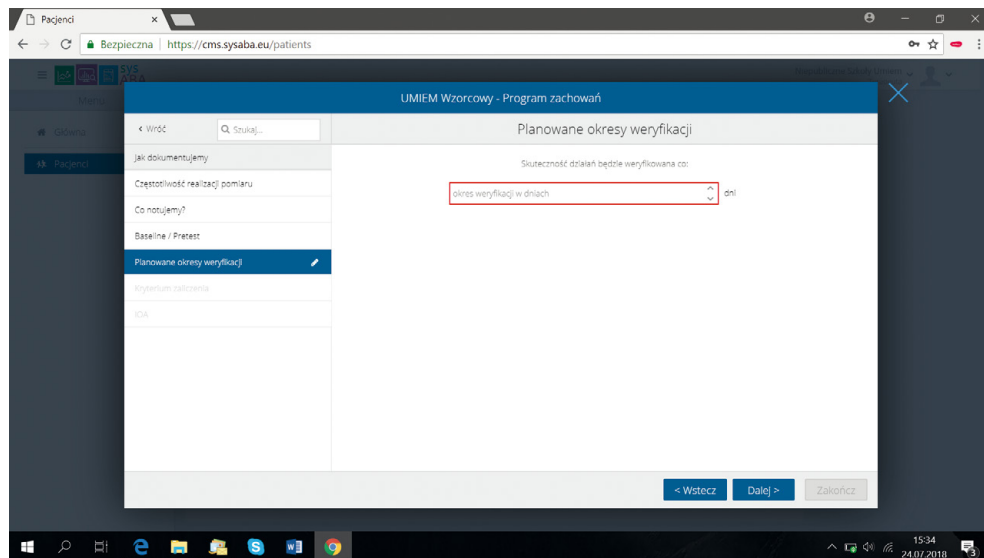 Pacjenci
Bezpieczna | https://cms.sysaba.eu/patients
SYS
ABA
Menu
UMIEM Wzorcowy - Program zachowań
Główna
Pacjenci
< Wróć
Szukaj...
Jak dokumentujemy
Częstotliwość realizacji pomiaru
Co notujemy?
Baseline / Pretest
Planowane okresy weryfikacji
Kryterium zaliczenia
IOA
Planowane okresy weryfikacji
Skuteczność działań będzie weryfikowana co:
okres weryfikacji w dniach
dni
< Wstecz
Dalej >
Zakończ
15:34
24.07.2018